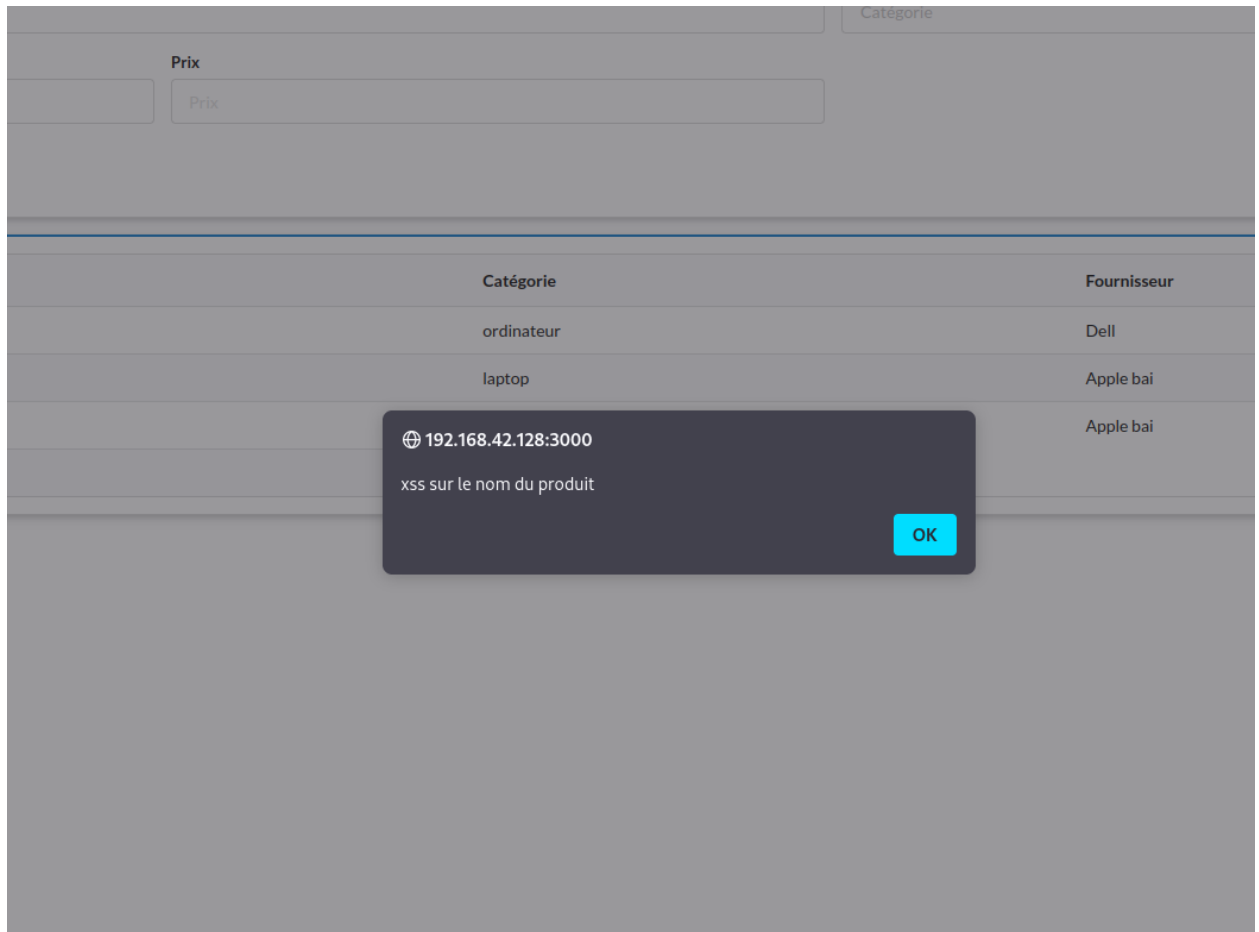 Catégorie
Prix
Prix
Catégorie Fournisseur
ordinateur Dell
laptop Apple bai
Apple bai
192.168.42.128:3000
xss sur le nom du produit
OK